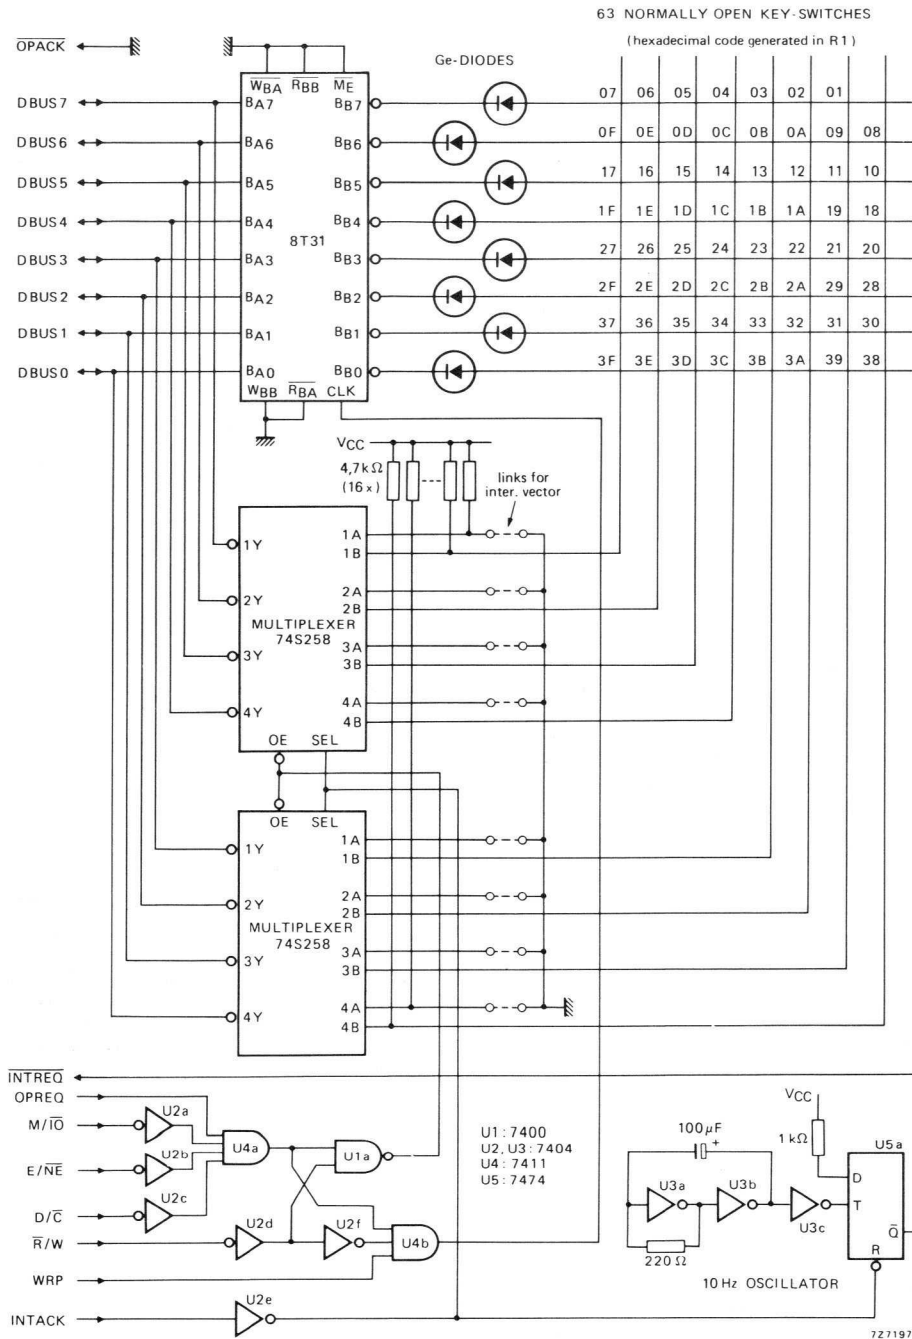 63 NORMALLY OPEN KEY-SWITCHES
(hexadecimal code generated in R1)
OPACK
Ge-DIODES
WBA RBB ME
DBUS7 BA7 BB7 07 06 05 04 03 02 01
DBUS6 BA6 BB6 0F 0E 0D 0C 0B 0A 09 08
DBUS5 BA5 BB5 17 16 15 14 13 12 11 10
DBUS4 BA4 BB4 1F 1E 1D 1C 1B 1A 19 18
8T31
DBUS3 BA3 BB3 27 26 25 24 23 22 21 20
DBUS2 BA2 BB2 2F 2E 2D 2C 2B 2A 29 28
DBUS1 BA1 BB1 37 36 35 34 33 32 31 30
DBUS0 BA0 BB0 3F 3E 3D 3C 3B 3A 39 38
WBB RBA CLK
VCC
4,7kΩ
(16x)
links for
inter. vector
1Y 1A
1B
2Y 2A
2B
MULTIPLEXER
74S258
3Y 3A
3B
4Y 4A
4B
OE SEL
OE SEL
1Y 1A
1B
2Y 2A
2B
MULTIPLEXER
74S258
3Y 3A
3B
4Y 4A
4B
INTREQ
OPREQ
M/IO U2a
E/NE U2b U4a U1a
D/C U2c
R/W U2d U2f U4b
WRP
INTACK U2e
U1: 7400
U2, U3: 7404
U4: 7411
U5: 7474
VCC
100μF +
1kΩ
U5a
U3a U3b U3c
D
T
Q
R
220Ω
10Hz OSCILLATOR
7Z7197